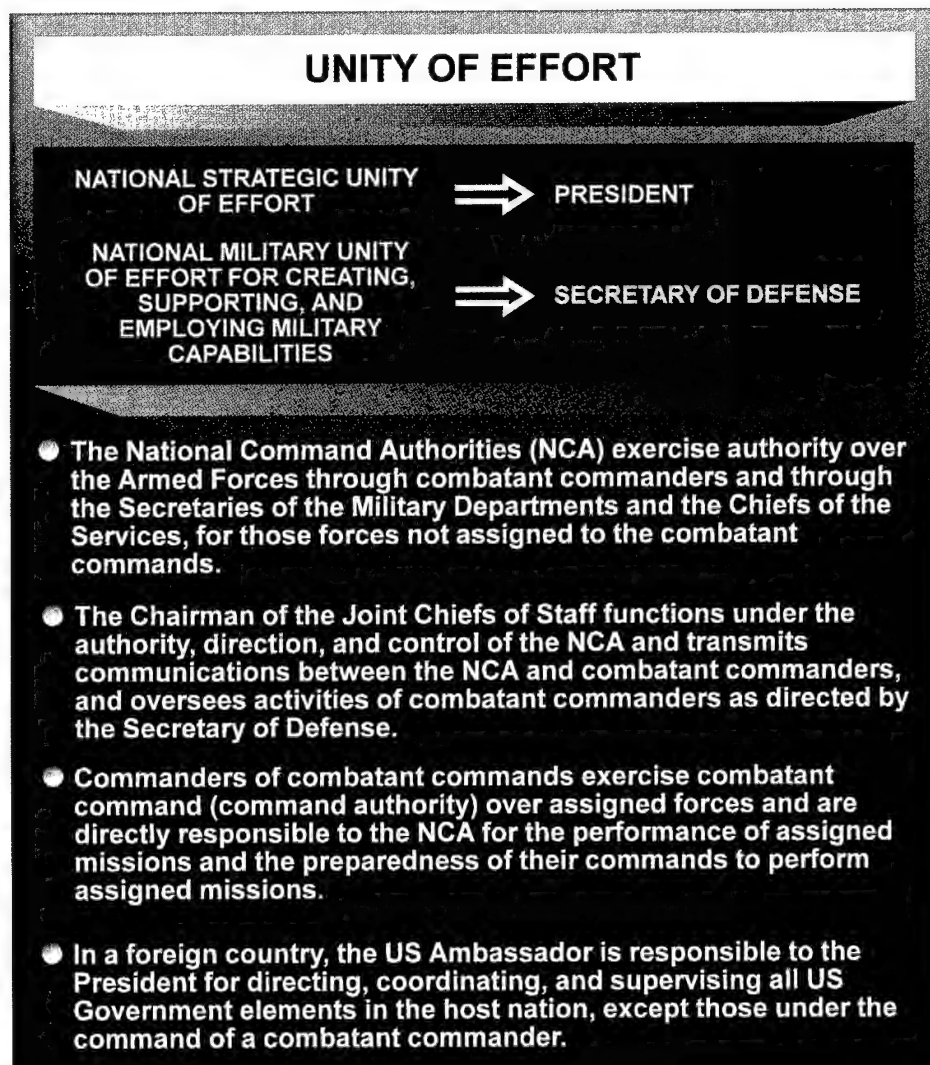 UNITY OF EFFORT
NATIONAL STRATEGIC UNITY
OF EFFORT
PRESIDENT
NATIONAL MILITARY UNITY
OF EFFORT FOR CREATING,
SUPPORTING, AND
EMPLOYING MILITARY
CAPABILITIES
SECRETARY OF DEFENSE
The National Command Authorities (NCA) exercise authority over
the Armed Forces through combatant commanders and through
the Secretaries of the Military Departments and the Chiefs of the
Services, for those forces not assigned to the combatant
commands.
The Chairman of the Joint Chiefs of Staff functions under the
authority, direction, and control of the NCA and transmits
communications between the NCA and combatant commanders,
and oversees activities of combatant commanders as directed by
the Secretary of Defense.
Commanders of combatant commands exercise combatant
command (command authority) over assigned forces and are
directly responsible to the NCA for the performance of assigned
missions and the preparedness of their commands to perform
assigned missions.
In a foreign country, the US Ambassador is responsible to the
President for directing, coordinating, and supervising all US
Government elements in the host nation, except those under the
command of a combatant commander.